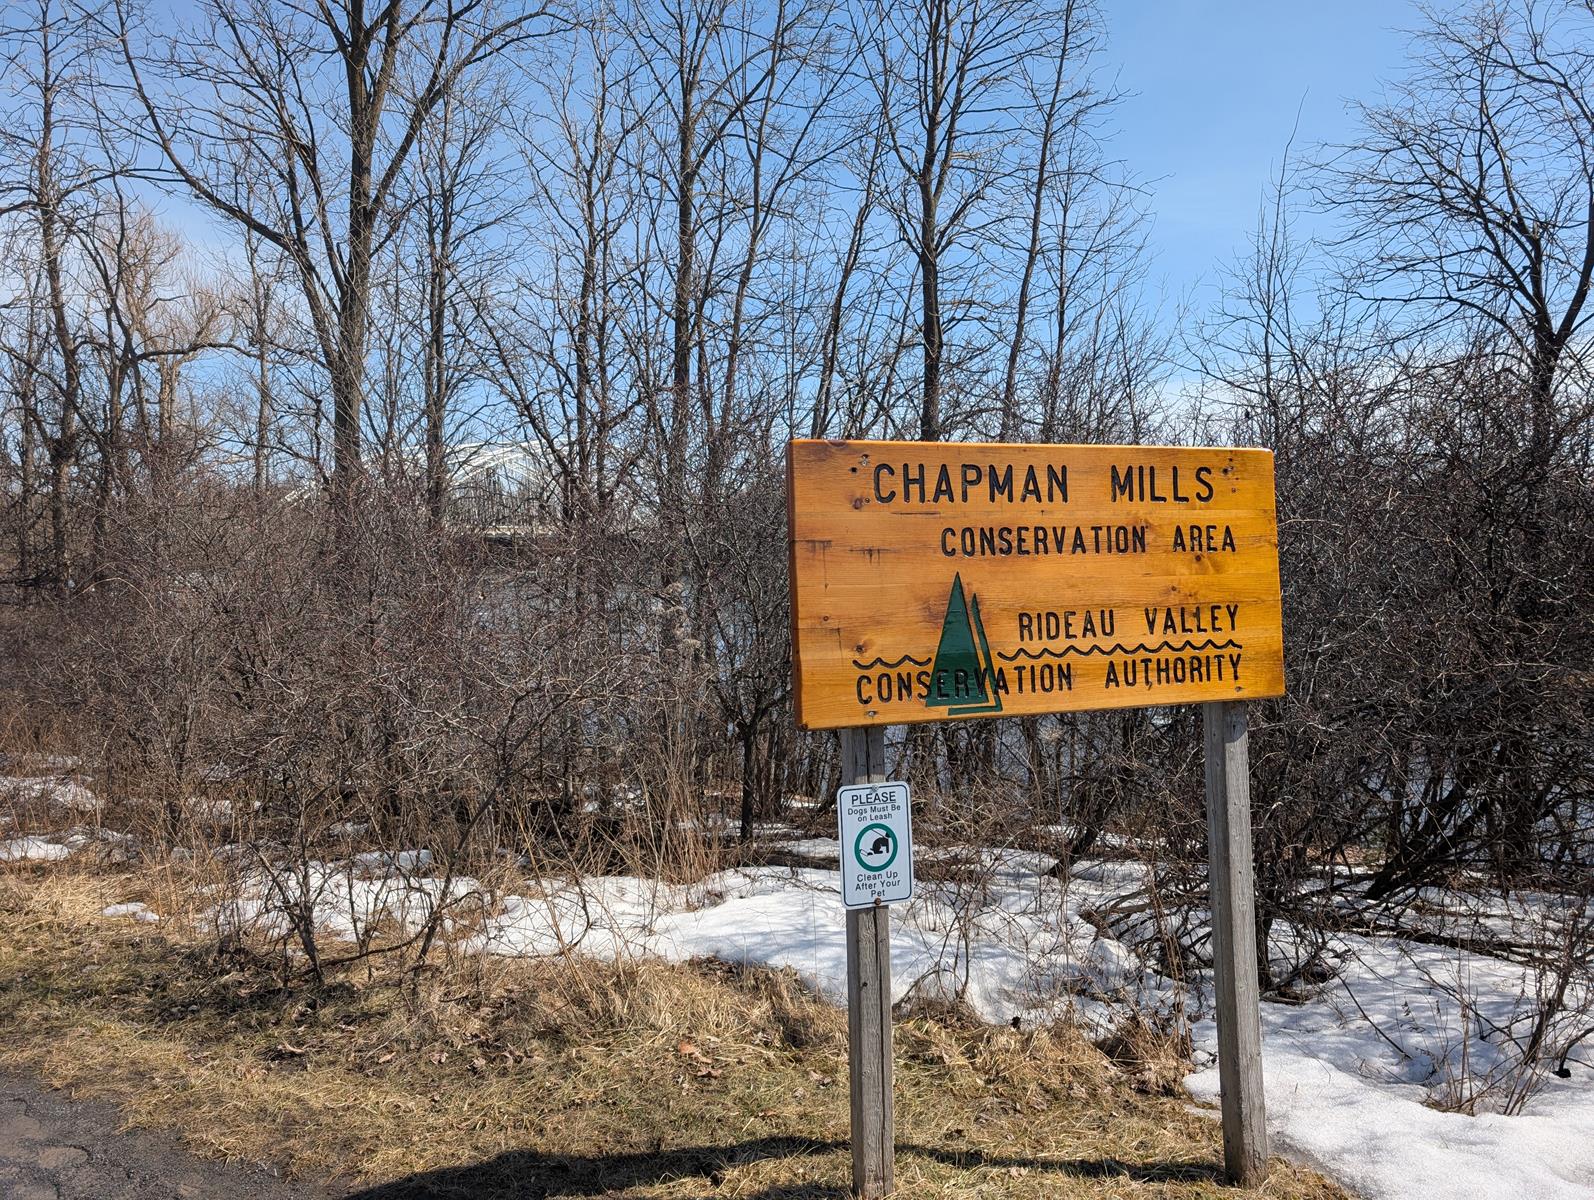 CHAPMAN MILLS
CONSERVATION AREA
RIDEAU VALLEY
CONSERVATION AUTHORITY
PLEASE
Dogs Must Be
on Leash
Clean Up
After Your
Pet